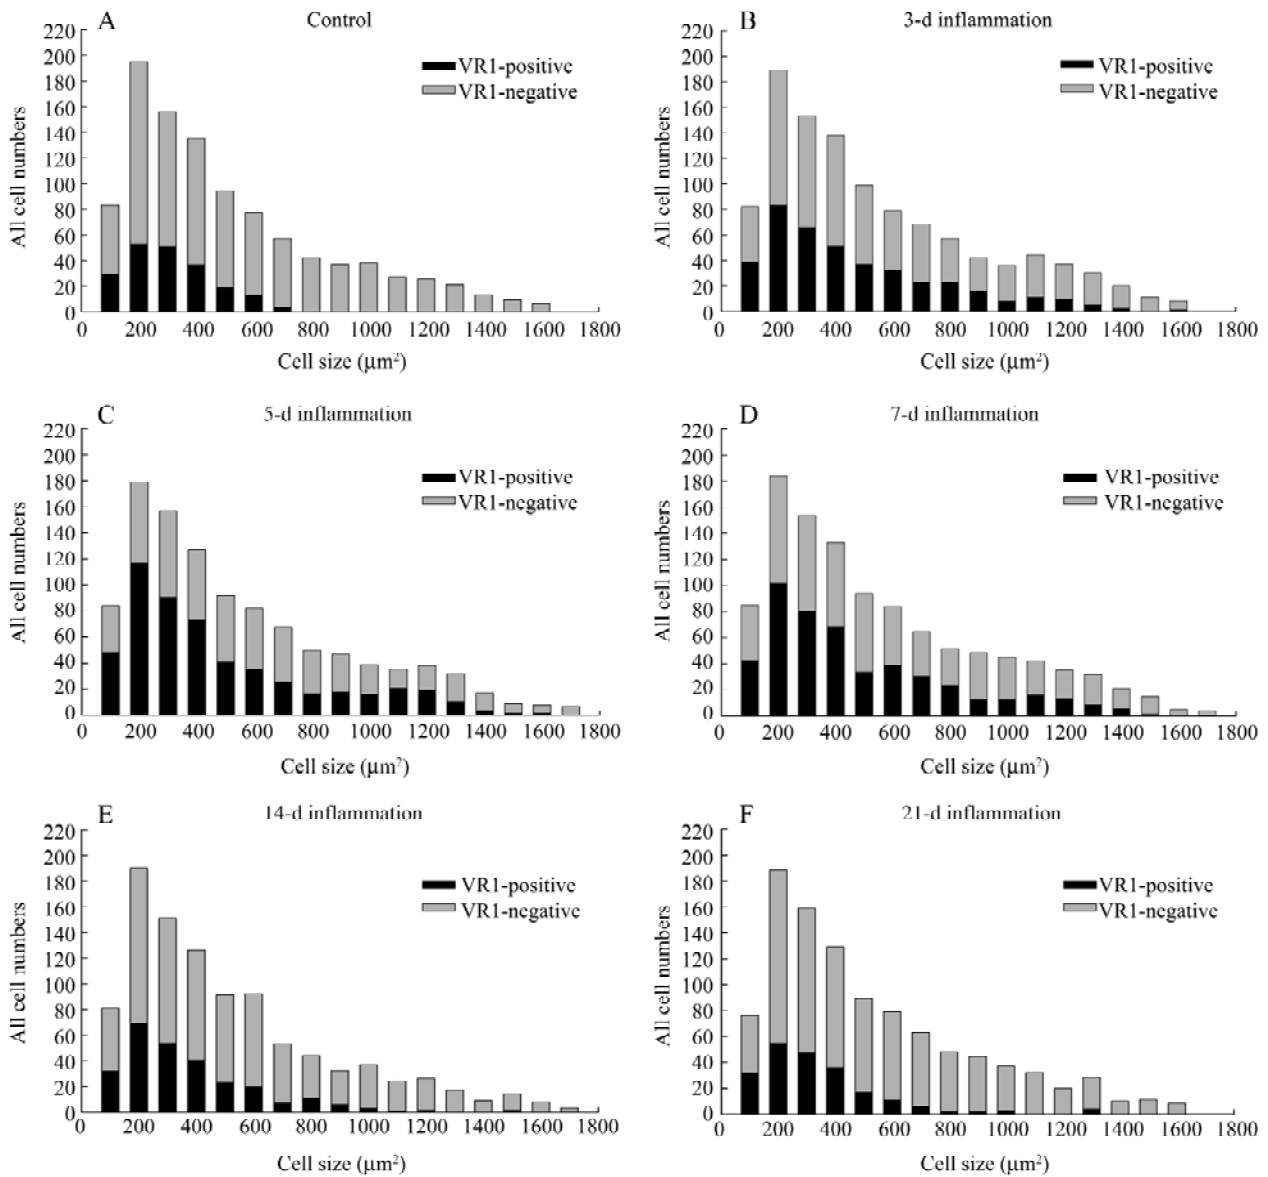 A
Control
220
200
180
160
140
120
100
80
60
40
20
0
All cell numbers
VR1-positive
VR1-negative
0 200 400 600 800 1000 1200 1400 1600 1800
Cell size (μm²)
B
3-d inflammation
220
200
180
160
140
120
100
80
60
40
20
0
All cell numbers
VR1-positive
VR1-negative
0 200 400 600 800 1000 1200 1400 1600 1800
Cell size (μm²)
C
5-d inflammation
220
200
180
160
140
120
100
80
60
40
20
0
All cell numbers
VR1-positive
VR1-negative
0 200 400 600 800 1000 1200 1400 1600 1800
Cell size (μm²)
D
7-d inflammation
220
200
180
160
140
120
100
80
60
40
20
0
All cell numbers
VR1-positive
VR1-negative
0 200 400 600 800 1000 1200 1400 1600 1800
Cell size (μm²)
E
14-d inflammation
220
200
180
160
140
120
100
80
60
40
20
0
All cell numbers
VR1-positive
VR1-negative
0 200 400 600 800 1000 1200 1400 1600 1800
Cell size (μm²)
F
21-d inflammation
220
200
180
160
140
120
100
80
60
40
20
0
All cell numbers
VR1-positive
VR1-negative
0 200 400 600 800 1000 1200 1400 1600 1800
Cell size (μm²)